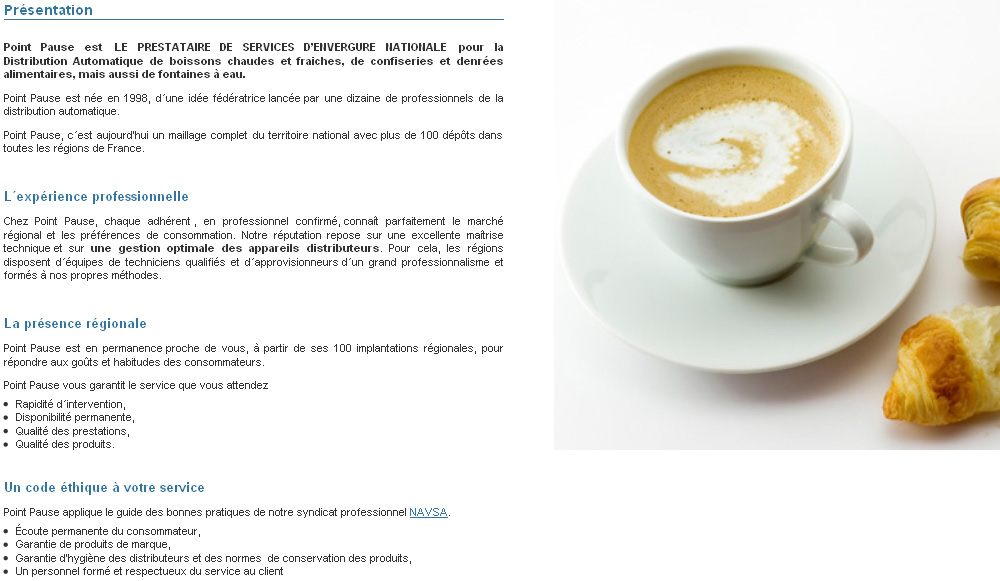 Présentation
Point Pause est LE PRESTATAIRE DE SERVICES D'ENVERGURE NATIONALE pour la
Distribution Automatique de boissons chaudes et fraiches, de confiseries et denrées
alimentaires, mais aussi de fontaines à eau.
Point Pause est née en 1998, d´une idée fédératrice lancée par une dizaine de professionnels de la
distribution automatique.
Point Pause, c´est aujourd'hui un maillage complet du territoire national avec plus de 100 dépôts dans
toutes les régions de France.
L´expérience professionnelle
Chez Point Pause, chaque adhérent , en professionnel confirmé, connaît parfaitement le marché
régional et les préférences de consommation. Notre réputation repose sur une excellente maîtrise
technique et sur une gestion optimale des appareils distributeurs. Pour cela, les régions
disposent d´équipes de techniciens qualifiés et d´approvisionneurs d´un grand professionnalisme et
formés à nos propres méthodes.
La présence régionale
Point Pause est en permanence proche de vous, à partir de ses 100 implantations régionales, pour
répondre aux goûts et habitudes des consommateurs.
Point Pause vous garantit le service que vous attendez
• Rapidité d´intervention,
• Disponibilité permanente,
• Qualité des prestations,
• Qualité des produits.
Un code éthique à votre service
Point Pause applique le guide des bonnes pratiques de notre syndicat professionnel NAVSA.
• Écoute permanente du consommateur,
• Garantie de produits de marque,
• Garantie d'hygiène des distributeurs et des normes de conservation des produits,
• Un personnel formé et respectueux du service au client